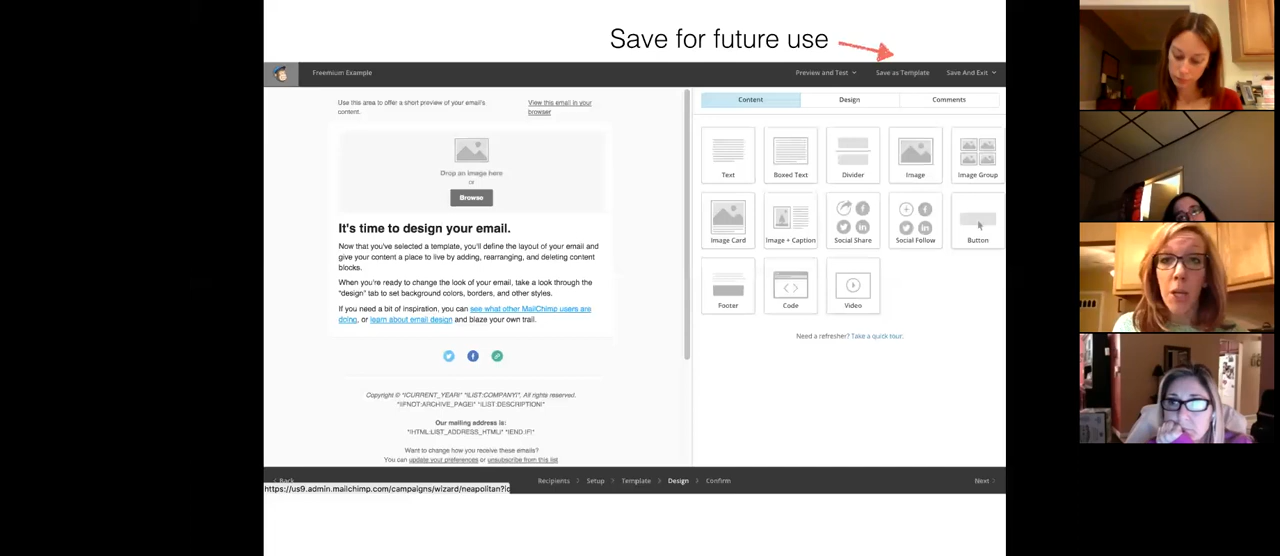 Save for future use
Freemium Example
Preview and Test
Save as Template
Save And Exit
Use this area to offer a short preview of your email's
content.
View this email in your
browser
Content
Design
Comments
Drop an image here
or
Browse
It's time to design your email.
Now that you've selected a template, you'll define the layout of your email and
give your content a place to live by adding, rearranging, and deleting content
blocks.
When you're ready to change the look of your email, take a look through the
"design" tab to set background colors, borders, and other styles.
If you need a bit of inspiration, you can see what other MailChimp users are
doing, or learn about email design and blaze your own trail.
Text
Boxed Text
Divider
Image
Image Group
Image Card
Image + Caption
Social Share
Social Follow
Button
Footer
Code
Video
Need a refresher? Take a quick tour.
Copyright © *|CURRENT_YEAR|* *|LIST:COMPANY|*, All rights reserved.
*|IFNOT:ARCHIVE_PAGE|* *|LIST:DESCRIPTION|*
Our mailing address is:
*|HTML:LIST_ADDRESS_HTML|* *|END:IF|*
Want to change how you receive these emails?
You can update your preferences or unsubscribe from this list
Back
Recipients
Setup
Template
Design
Confirm
Next
https://us9.admin.mailchimp.com/campaigns/wizard/neapolitan?id